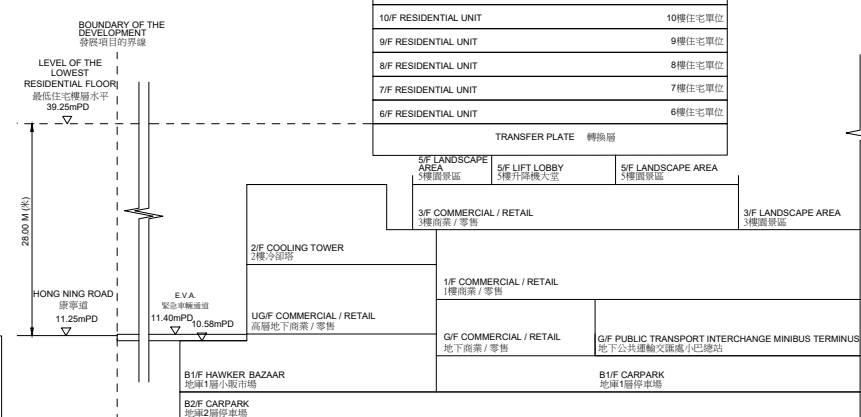 10/F RESIDENTIAL UNIT 10樓住宅單位
BOUNDARY OF THE
DEVELOPMENT
發展項目的界線
9/F RESIDENTIAL UNIT 9樓住宅單位
8/F RESIDENTIAL UNIT 8樓住宅單位
7/F RESIDENTIAL UNIT 7樓住宅單位
6/F RESIDENTIAL UNIT 6樓住宅單位
LEVEL OF THE
LOWEST
RESIDENTIAL FLOOR
最低住宅樓層水平
39.25mPD
TRANSFER PLATE 轉換層
5/F LANDSCAPE
AREA
5樓園景區
5/F LIFT LOBBY
5樓升降機大堂
5/F LANDSCAPE AREA
5樓園景區
28.00 M (米)
3/F COMMERCIAL / RETAIL
3樓商業 / 零售
3/F LANDSCAPE AREA
3樓園景區
2/F COOLING TOWER
2樓冷卻塔
1/F COMMERCIAL / RETAIL
1樓商業 / 零售
HONG NING ROAD
康寧道
11.25mPD
E.V.A.
緊急車輛通道
11.40mPD
10.58mPD
UG/F COMMERCIAL / RETAIL
高層地下商業 / 零售
G/F COMMERCIAL / RETAIL
地下商業 / 零售
G/F PUBLIC TRANSPORT INTERCHANGE MINIBUS TERMINUS
地下公共運輸交匯處小巴總站
B1/F HAWKER BAZAAR
地庫1層小販市場
B1/F CARPARK
地庫1層停車場
B2/F CARPARK
地庫2層停車場